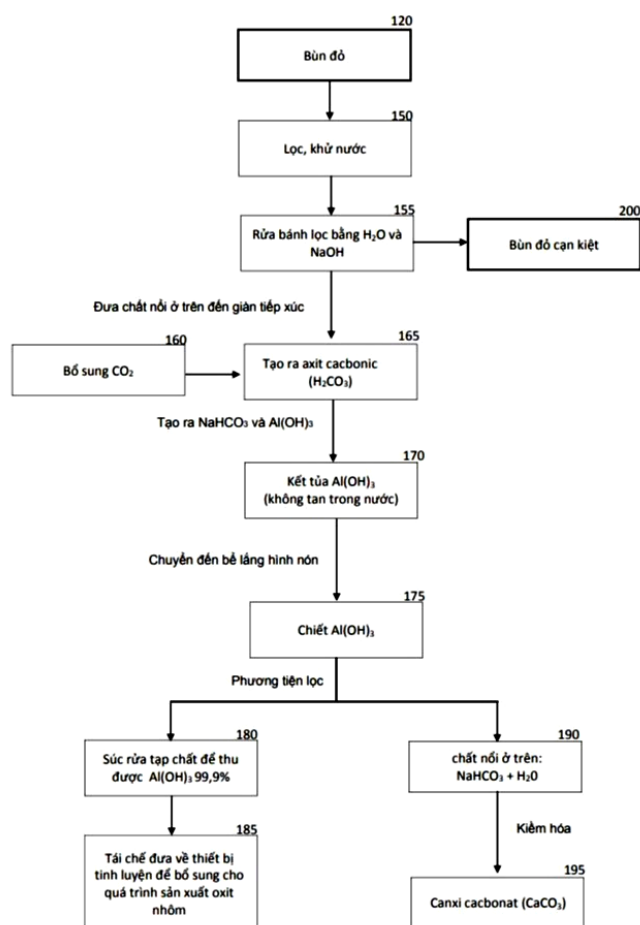 120
Bùn đỏ
150
Lọc, khử nước
155
Rửa bánh lọc bằng H₂O và
NaOH
200
Bùn đỏ cạn kiệt
Đưa chất nổi ở trên đến giàn tiếp xúc
160
Bổ sung CO₂
165
Tạo ra axit cacbonic
(H₂CO₃)
Tạo ra NaHCO₃ và Al(OH)₃
170
Kết tủa Al(OH)₃
(không tan trong nước)
Chuyển đến bể lắng hình nón
175
Chiết Al(OH)₃
Phương tiện lọc
180
Súc rửa tạp chất để thu
được Al(OH)₃ 99,9%
190
chất nổi ở trên:
NaHCO₃ + H₂0
185
Tái chế đưa về thiết bị
tinh luyện để bổ sung cho
quá trình sản xuất oxit
nhôm
Kiềm hóa
195
Canxi cacbonat (CaCO₃)